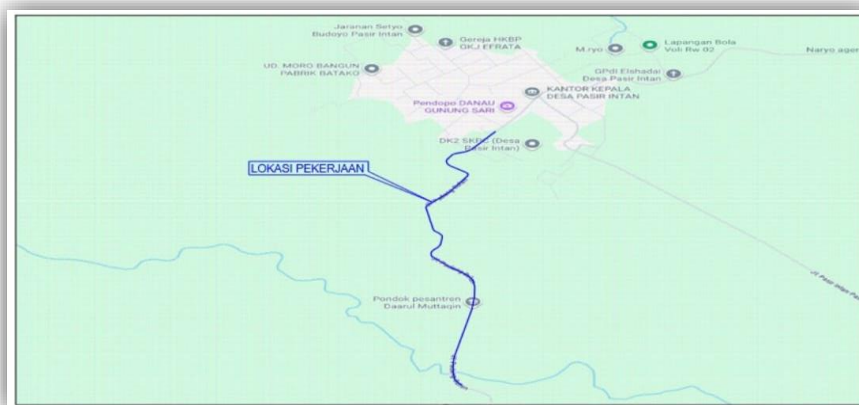 Jaranan Setyo
Budoyo Pasir Intan
Gereja HKBP
GKJ EFRATA
M.ryo
Lapangan Bola
Voli Rw 02
Naryo agen
UD. MORO BANGUN
PABRIK BATAKO
GPdI Elshadai
Desa Pasir Intan
KANTOR KEPALA
DESA PASIR INTAN
Pendopo DANAU
GUNUNG SARI
DK2 SKPC (Desa
Pasir Intan)
LOKASI PEKERJAAN
Pondok pesantren
Daarul Muttaqin